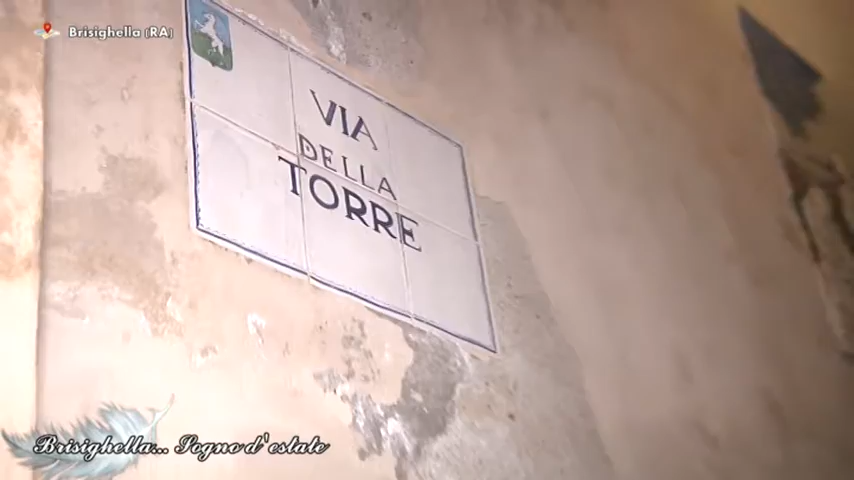 Brisighella (RA)
VIA
DELLA
TORRE
Brisighella... Sogno d'estate